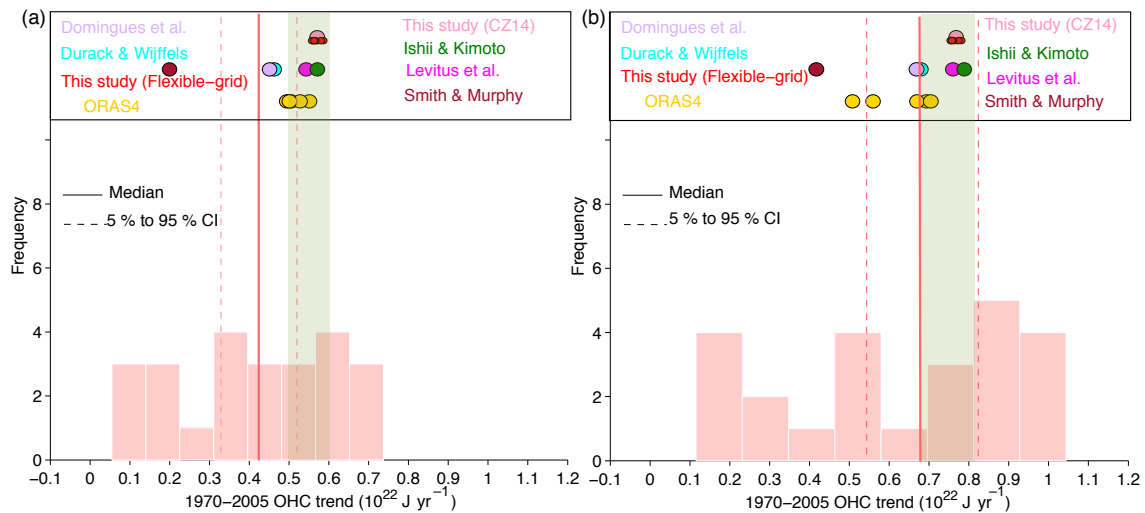 (a)
Domingues et al.
Durack & Wijffels
This study (Flexible-grid)
ORAS4
This study (CZ14)
Ishii & Kimoto
Levitus et al.
Smith & Murphy
Median
5 % to 95 % CI
Frequency
8
6
4
2
0
−0.1 0 0.1 0.2 0.3 0.4 0.5 0.6 0.7 0.8 0.9 1 1.1 1.2
1970−2005 OHC trend (10²² J yr⁻¹)
(b)
Domingues et al.
Durack & Wijffels
This study (Flexible-grid)
ORAS4
This study (CZ14)
Ishii & Kimoto
Levitus et al.
Smith & Murphy
Median
5 % to 95 % CI
Frequency
8
6
4
2
0
−0.1 0 0.1 0.2 0.3 0.4 0.5 0.6 0.7 0.8 0.9 1 1.1 1.2
1970−2005 OHC trend (10²² J yr⁻¹)